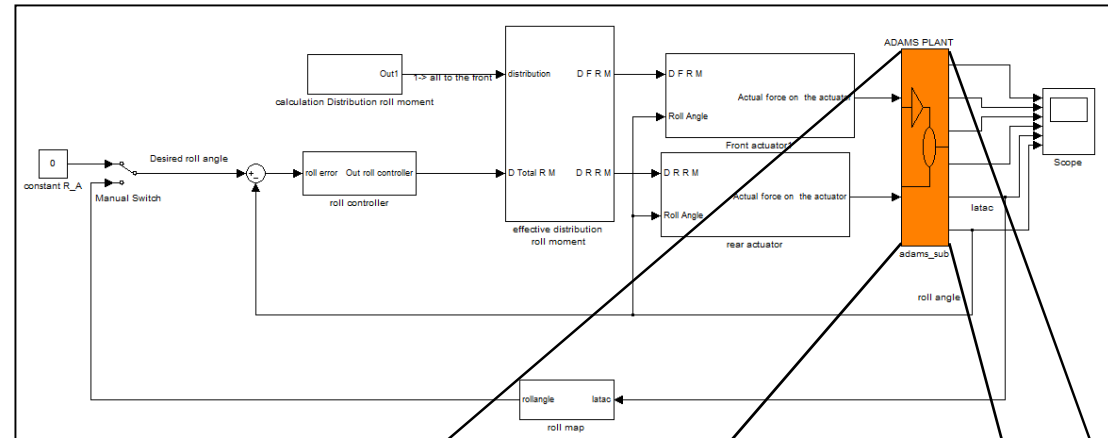 ADAMS PLANT
Out1
1-> all to the front
distribution
calculation Distribution roll moment
D F R M
D F R M
Actual force on the actuator
Roll Angle
Front actuator1
Scope
0
constant R_A
Manual Switch
Desired roll angle
roll error
Out roll controller
roll controller
D Total R M
D R R M
effective distribution
roll moment
D R R M
Actual force on the actuator
Roll Angle
rear actuator
latac
adams_sub
roll angle
rollangle
latac
roll map